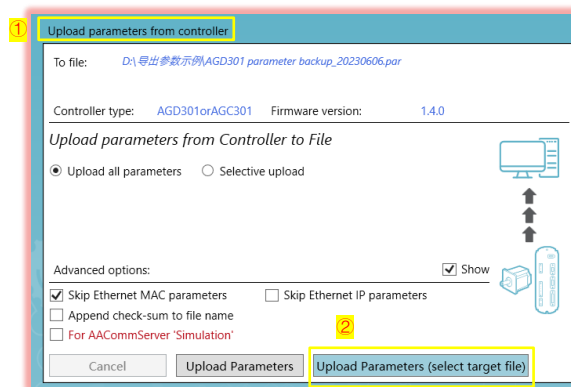 ①
Upload parameters from controller
To file: D:\导出参数示例\AGD301 parameter backup_20230606.par
Controller type: AGD301orAGC301 Firmware version: 1.4.0
Upload parameters from Controller to File
Upload all parameters Selective upload
Advanced options: Show
Skip Ethernet MAC parameters Skip Ethernet IP parameters
Append check-sum to file name
For AACommServer 'Simulation'
②
Cancel Upload Parameters Upload Parameters (select target file)